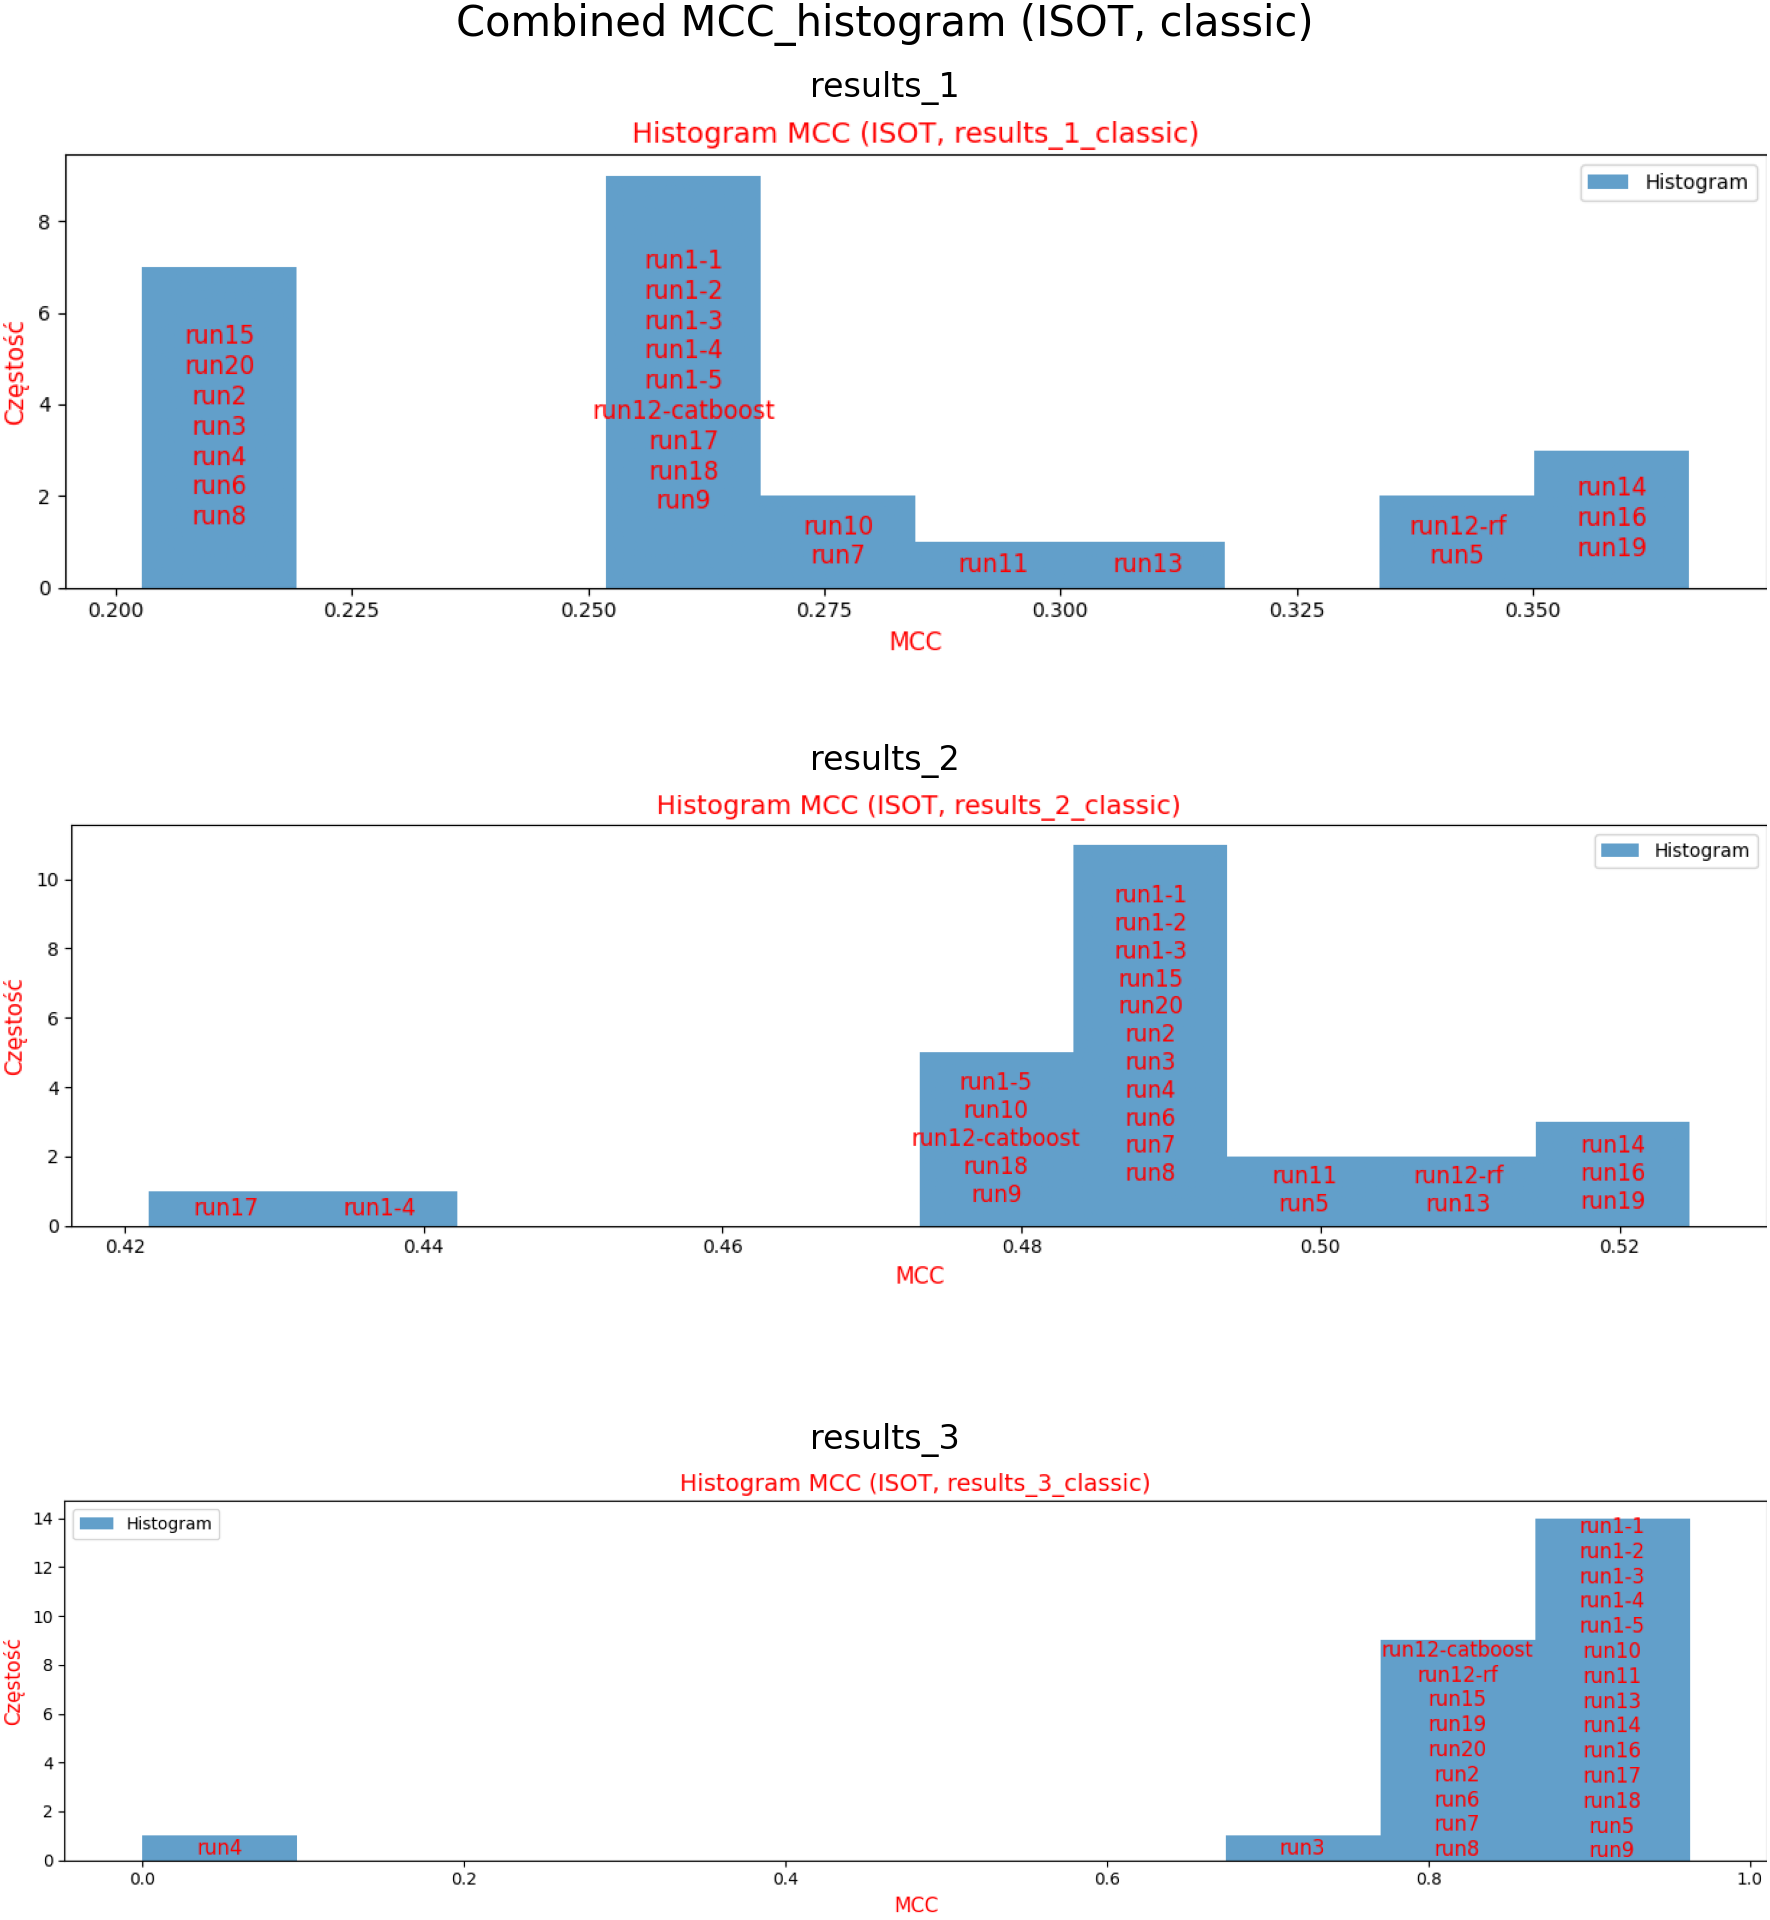 Combined MCC_histogram (ISOT, classic)
results_1
Histogram MCC (ISOT, results_1_classic)
Histogram
Częstość
8
6
4
2
0
run15
run20
run2
run3
run4
run6
run8
run1-1
run1-2
run1-3
run1-4
run1-5
run12-catboost
run17
run18
run9
run10
run7
run11
run13
run12-rf
run5
run14
run16
run19
0.200 0.225 0.250 0.275 0.300 0.325 0.350
MCC
results_2
Histogram MCC (ISOT, results_2_classic)
Histogram
Częstość
10
8
6
4
2
0
run17
run1-4
run1-5
run10
run12-catboost
run18
run9
run1-1
run1-2
run1-3
run15
run20
run2
run3
run4
run6
run7
run8
run11
run5
run12-rf
run13
run14
run16
run19
0.42 0.44 0.46 0.48 0.50 0.52
MCC
results_3
Histogram MCC (ISOT, results_3_classic)
Histogram
Częstość
14
12
10
8
6
4
2
0
run4
run3
run12-catboost
run12-rf
run15
run19
run20
run2
run6
run7
run8
run1-1
run1-2
run1-3
run1-4
run1-5
run10
run11
run13
run14
run16
run17
run18
run5
run9
0.0 0.2 0.4 0.6 0.8 1.0
MCC